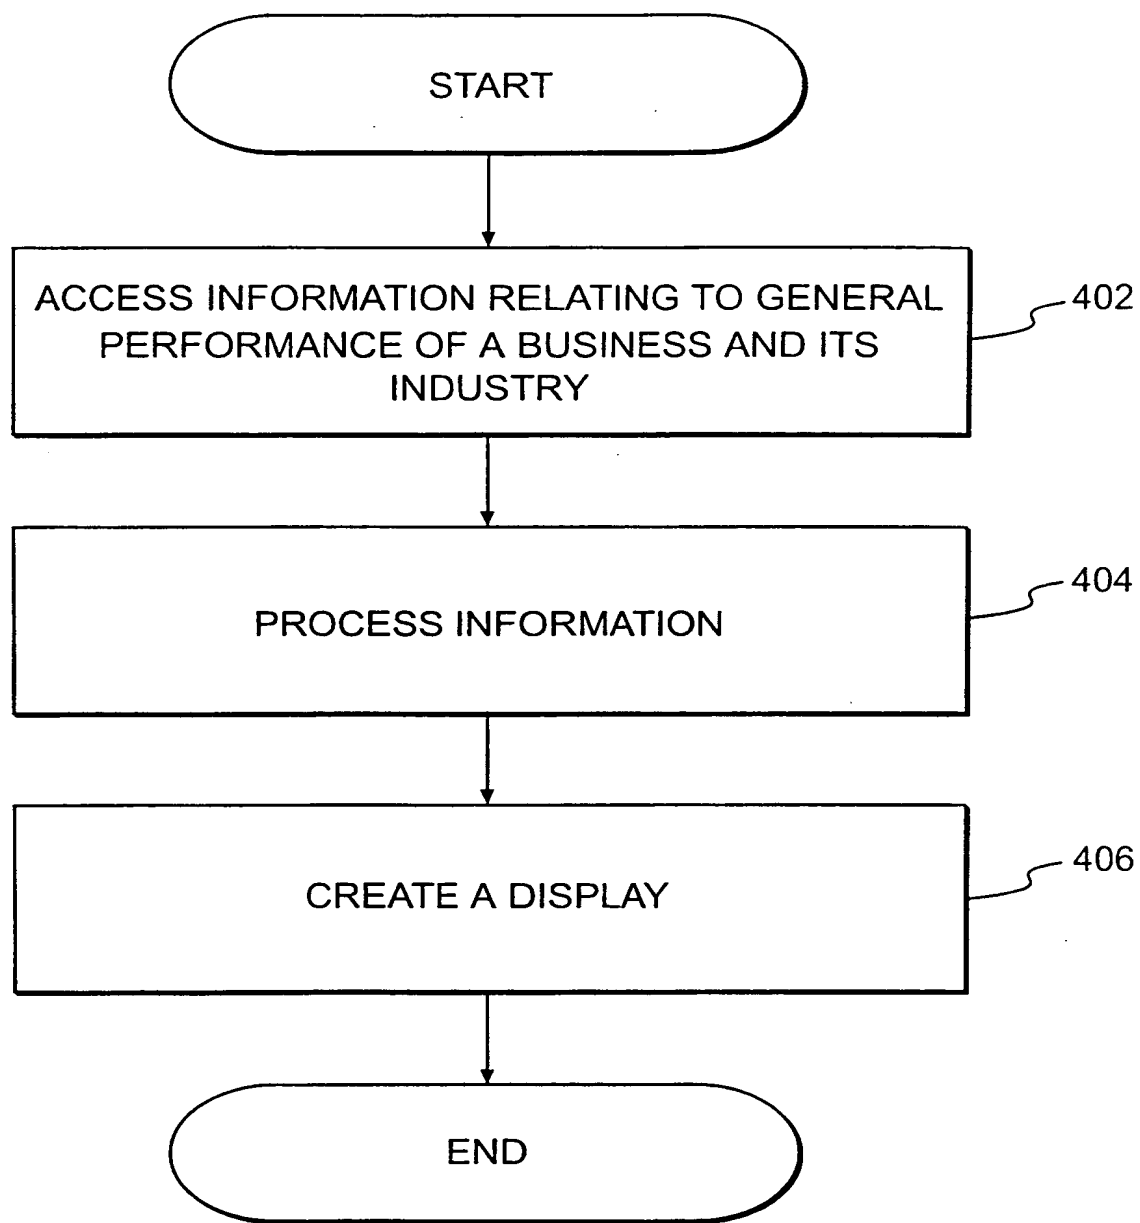 START
ACCESS INFORMATION RELATING TO GENERAL
PERFORMANCE OF A BUSINESS AND ITS
INDUSTRY
402
PROCESS INFORMATION
404
CREATE A DISPLAY
406
END